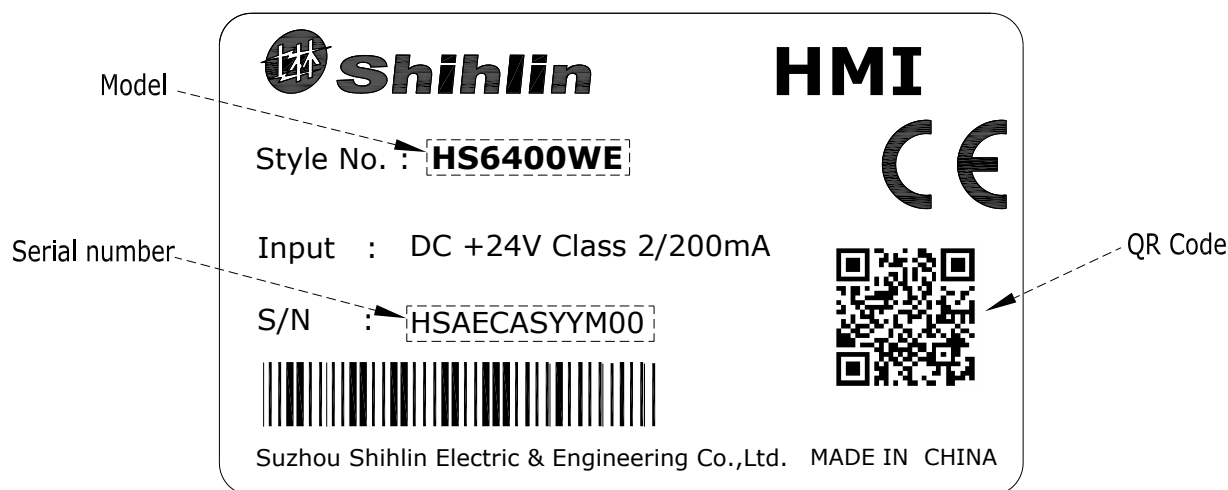 Shihlin HMI
Model
Style No. : HS6400WE
CE
Serial number
Input : DC +24V Class 2/200mA
QR Code
S/N : HSAECASYYM00
Suzhou Shihlin Electric & Engineering Co.,Ltd. MADE IN CHINA